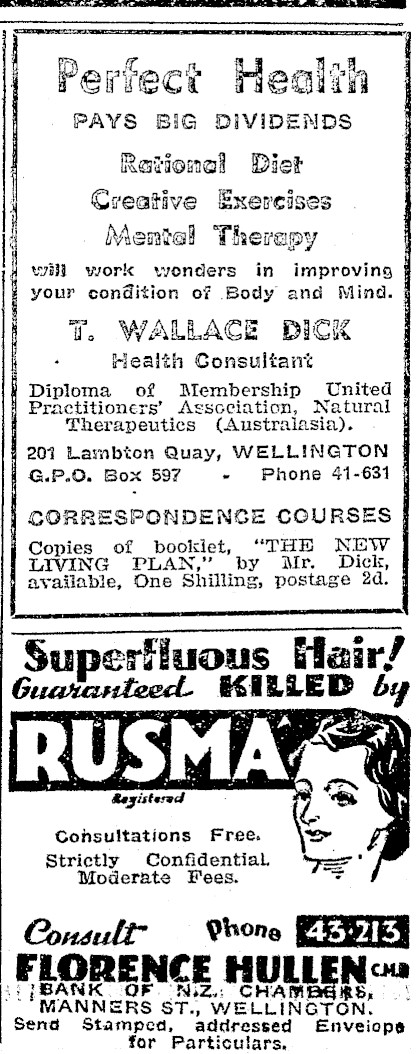 Perfect Health
PAYS BIG DIVIDENDS
Rational Diet
Creative Exercises
Mental Therapy
will work wonders in improving
your condition of Body and Mind.
T. WALLACE DICK
Health Consultant
Diploma of Membership United
Practitioners' Association, Natural
Therapeutics (Australasia).
201 Lambton Quay, WELLINGTON
G.P.O. Box 597 - Phone 41-631
CORRESPONDENCE COURSES
Copies of booklet, "THE NEW
LIVING PLAN," by Mr. Dick,
available, One Shilling, postage 2d.
Superfluous Hair!
Guaranteed KILLED by
RUSMA
Registered
Consultations Free.
Strictly Confidential.
Moderate Fees.
Consult Phone 43·213
FLORENCE HULLEN C.M.B
BANK OF N.Z. CHAMBERS,
MANNERS ST., WELLINGTON.
Send Stamped, addressed Envelope
for Particulars.